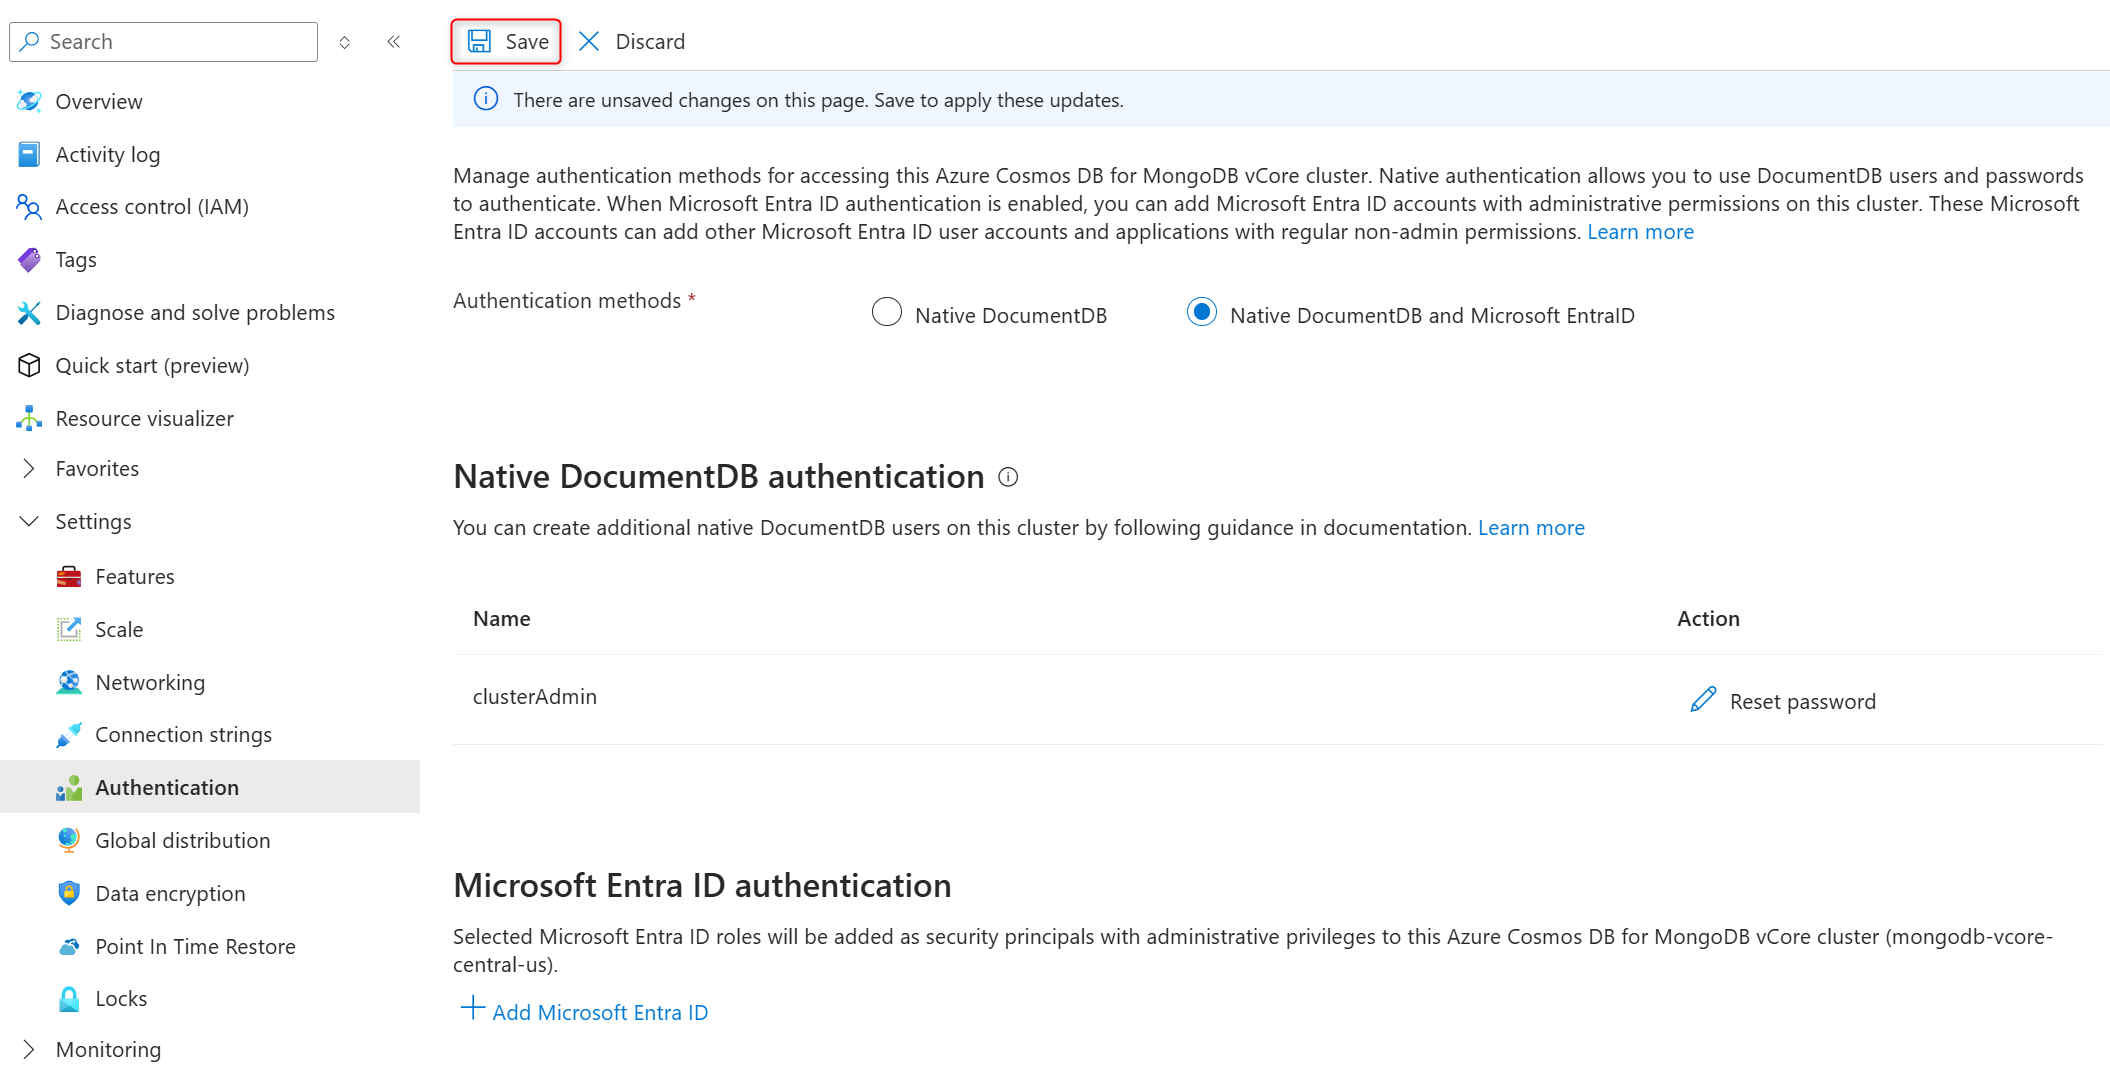 Search
Overview
Activity log
Access control (IAM)
Tags
Diagnose and solve problems
Quick start (preview)
Resource visualizer
Favorites
Settings
Features
Scale
Networking
Connection strings
Authentication
Global distribution
Data encryption
Point In Time Restore
Locks
Monitoring
Save Discard
There are unsaved changes on this page. Save to apply these updates.
Manage authentication methods for accessing this Azure Cosmos DB for MongoDB vCore cluster. Native authentication allows you to use DocumentDB users and passwords
to authenticate. When Microsoft Entra ID authentication is enabled, you can add Microsoft Entra ID accounts with administrative permissions on this cluster. These Microsoft
Entra ID accounts can add other Microsoft Entra ID user accounts and applications with regular non-admin permissions. Learn more
Authentication methods * Native DocumentDB Native DocumentDB and Microsoft EntraID
Native DocumentDB authentication
You can create additional native DocumentDB users on this cluster by following guidance in documentation. Learn more
Name Action
clusterAdmin Reset password
Microsoft Entra ID authentication
Selected Microsoft Entra ID roles will be added as security principals with administrative privileges to this Azure Cosmos DB for MongoDB vCore cluster (mongodb-vcore-
central-us).
Add Microsoft Entra ID